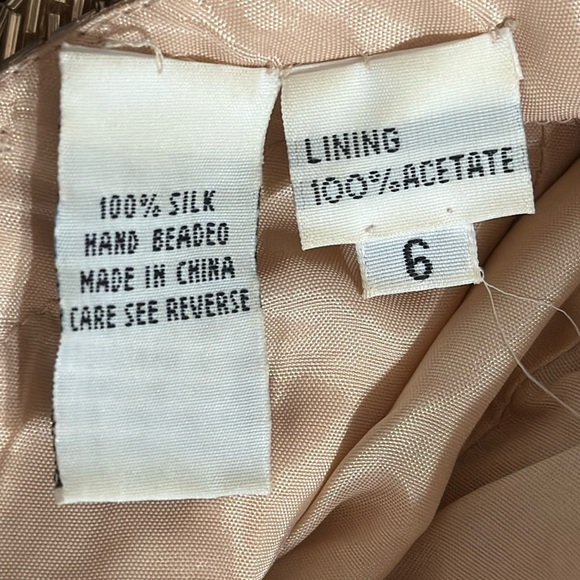 100% SILK
HAND BEADED
MADE IN CHINA
CARE SEE REVERSE
LINING
100% ACETATE
6